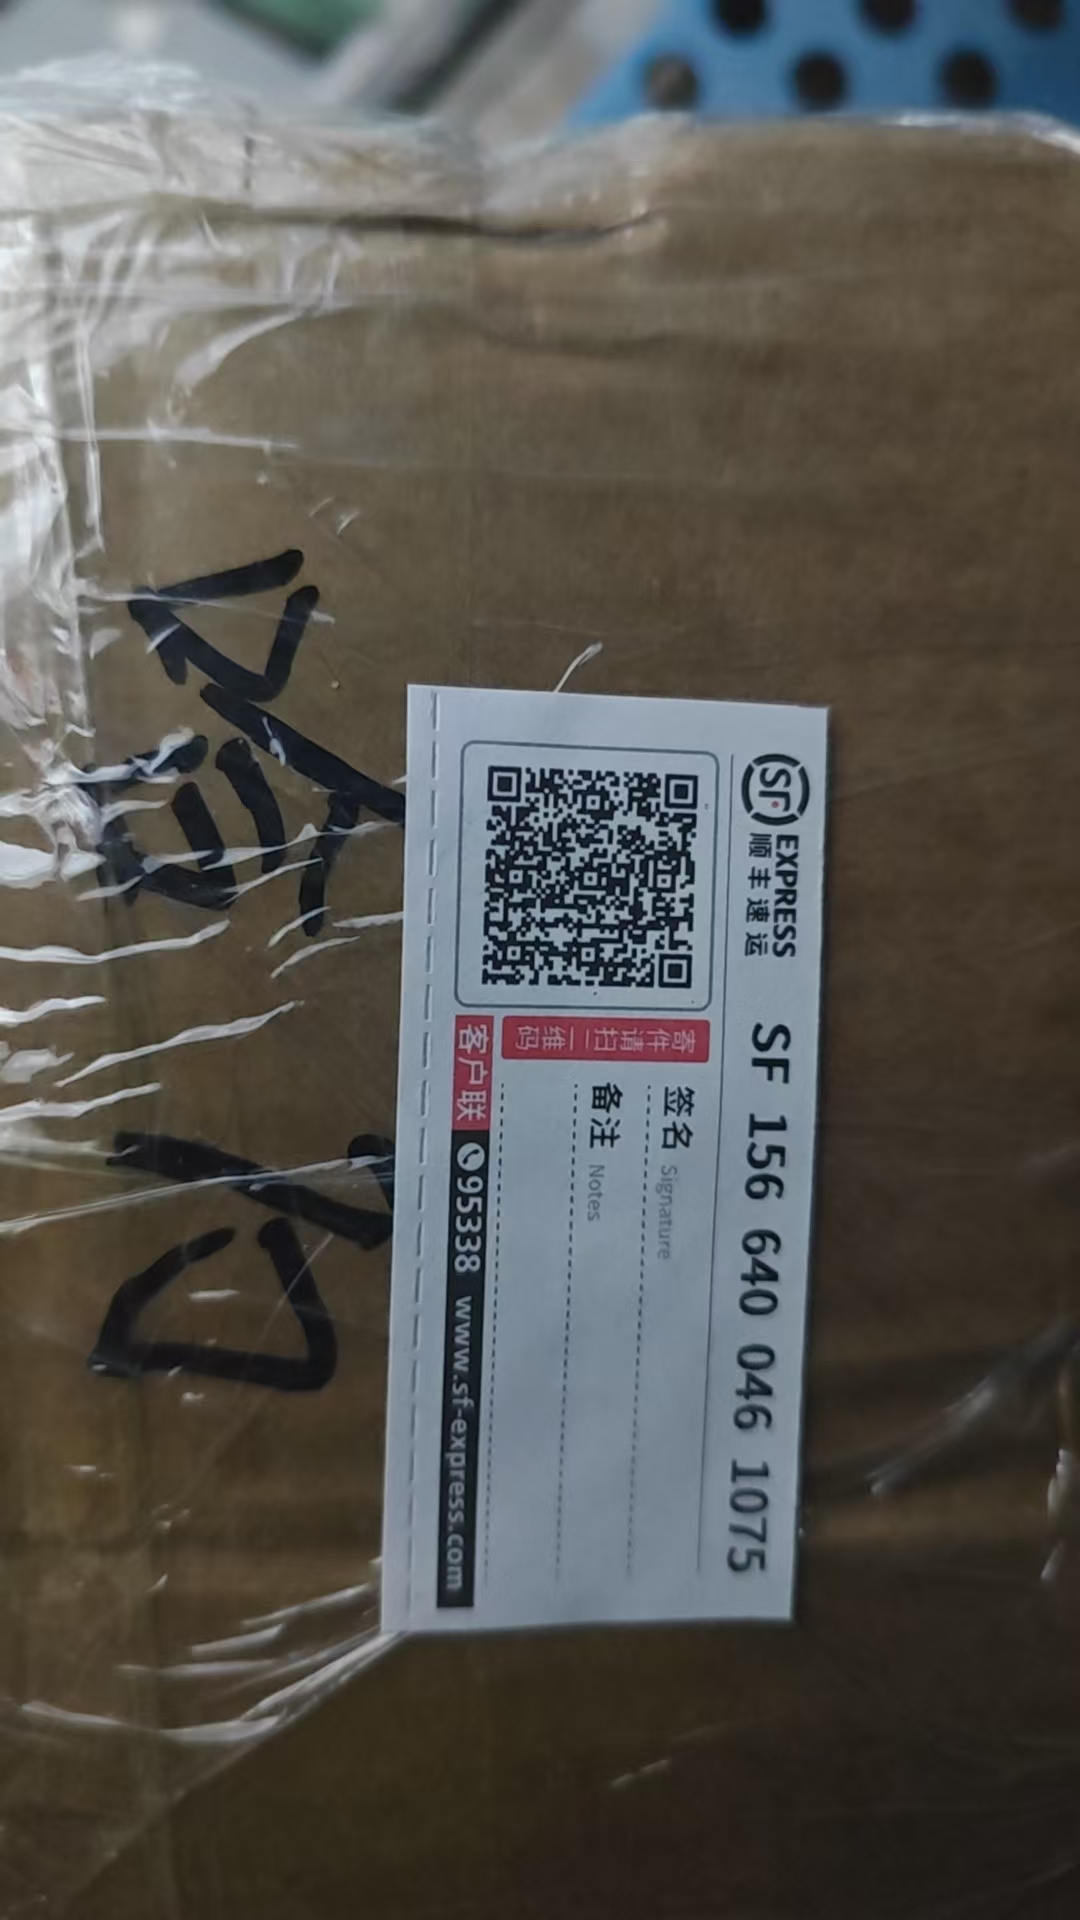 SF EXPRESS
顺丰速运
SF 156 640 046 1075
签名 Signature
备注 Notes
寄件请扫二维码
客户联 95338 www.sf-express.com